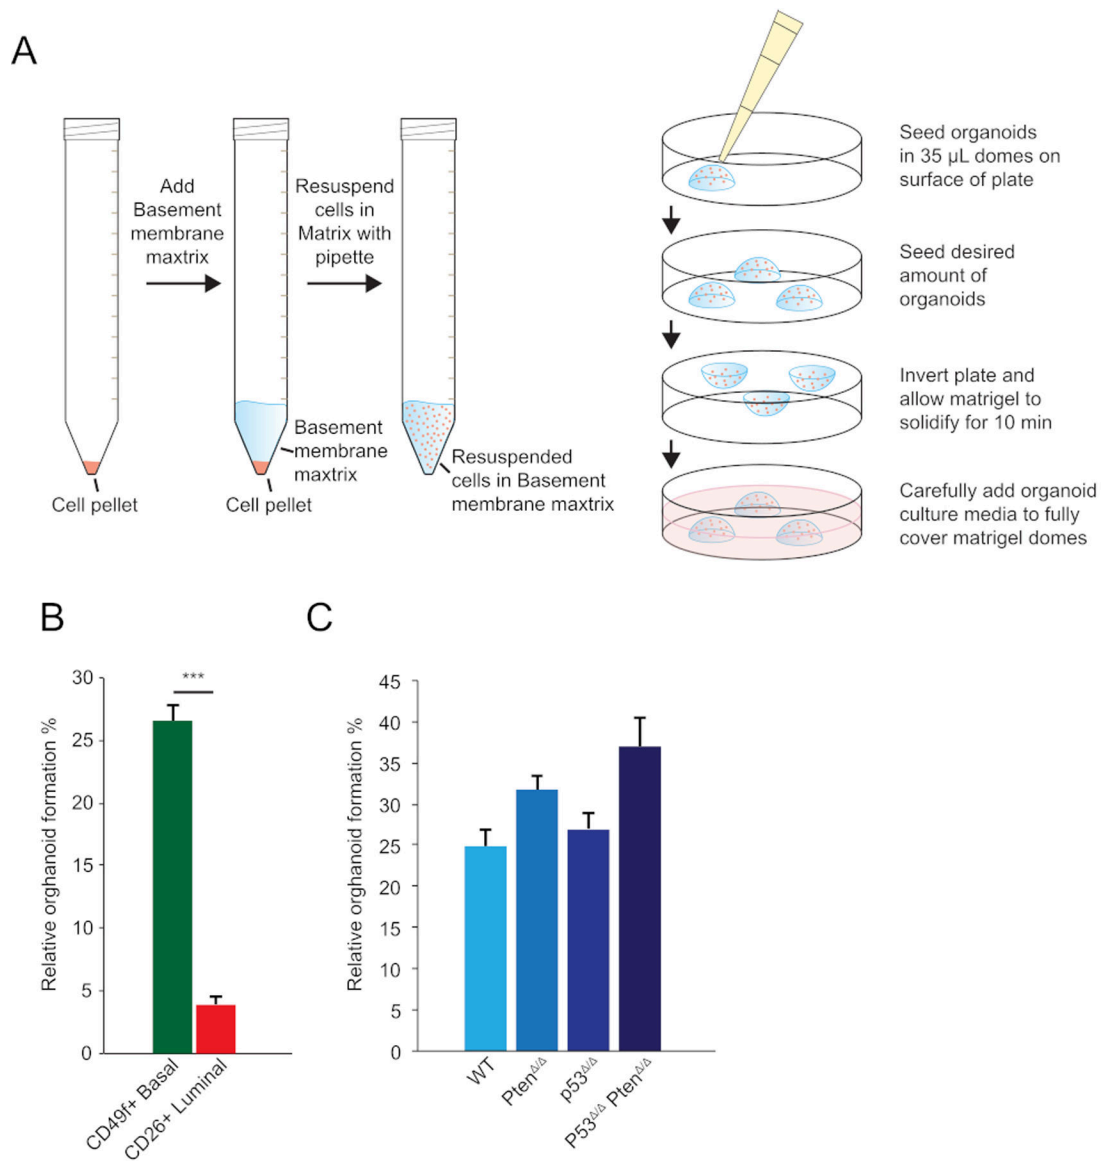 A
Add
Basement
membrane
maxtrix
Resuspend
cells in
Matrix with
pipette
Cell pellet
Cell pellet
Basement
membrane
maxtrix
Resuspended
cells in Basement
membrane maxtrix
Seed organoids
in 35 µL domes on
surface of plate
Seed desired
amount of
organoids
Invert plate and
allow matrigel to
solidify for 10 min
Carefully add organoid
culture media to fully
cover matrigel domes
B
Relative orghanoid formation %
30
25
20
15
10
5
0
***
CD49f+ Basal
CD26+ Luminal
C
Relative orghanoid formation %
45
40
35
30
25
20
15
10
5
0
WT
Pten^Δ/Δ
p53^Δ/Δ
P53^Δ/Δ Pten^Δ/Δ